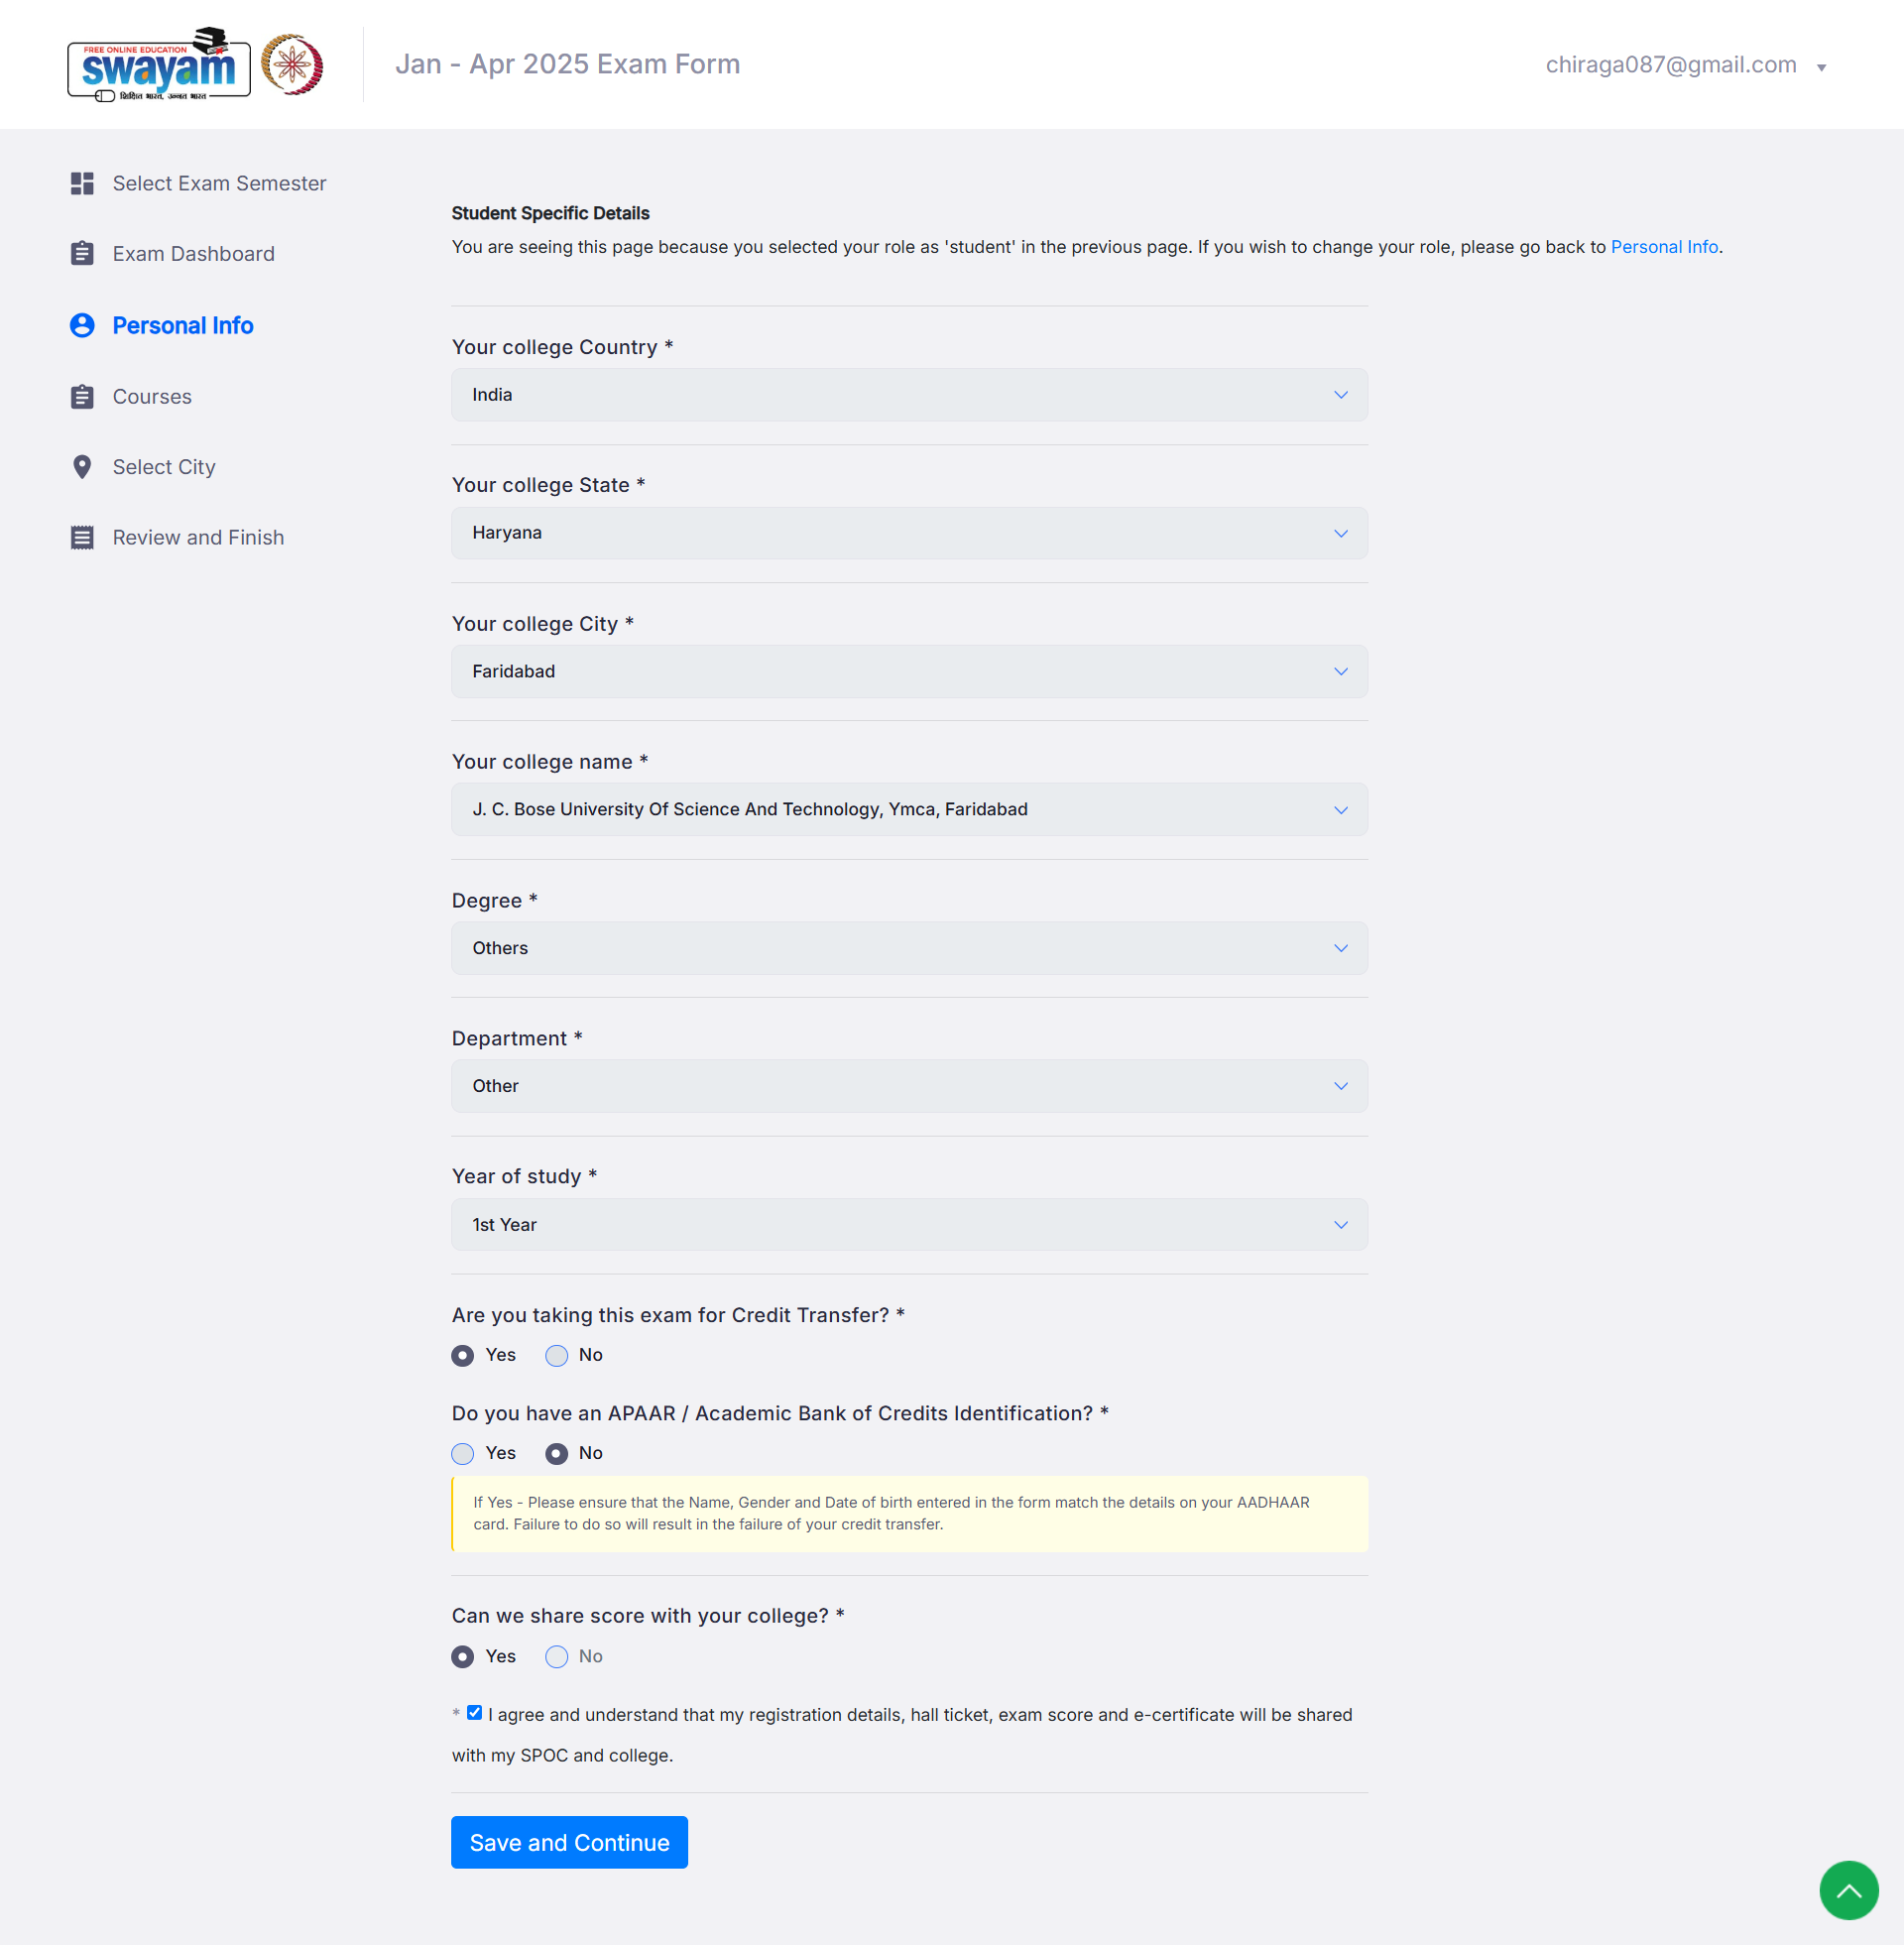 FREE ONLINE EDUCATION
swayam
शिक्षित भारत, उन्नत भारत
Jan - Apr 2025 Exam Form
chiraga087@gmail.com
Select Exam Semester
Exam Dashboard
Personal Info
Courses
Select City
Review and Finish
Student Specific Details
You are seeing this page because you selected your role as 'student' in the previous page. If you wish to change your role, please go back to Personal Info.
Your college Country *
India
Your college State *
Haryana
Your college City *
Faridabad
Your college name *
J. C. Bose University Of Science And Technology, Ymca, Faridabad
Degree *
Others
Department *
Other
Year of study *
1st Year
Are you taking this exam for Credit Transfer? *
Yes No
Do you have an APAAR / Academic Bank of Credits Identification? *
Yes No
If Yes - Please ensure that the Name, Gender and Date of birth entered in the form match the details on your AADHAAR
card. Failure to do so will result in the failure of your credit transfer.
Can we share score with your college? *
Yes No
* I agree and understand that my registration details, hall ticket, exam score and e-certificate will be shared
with my SPOC and college.
Save and Continue